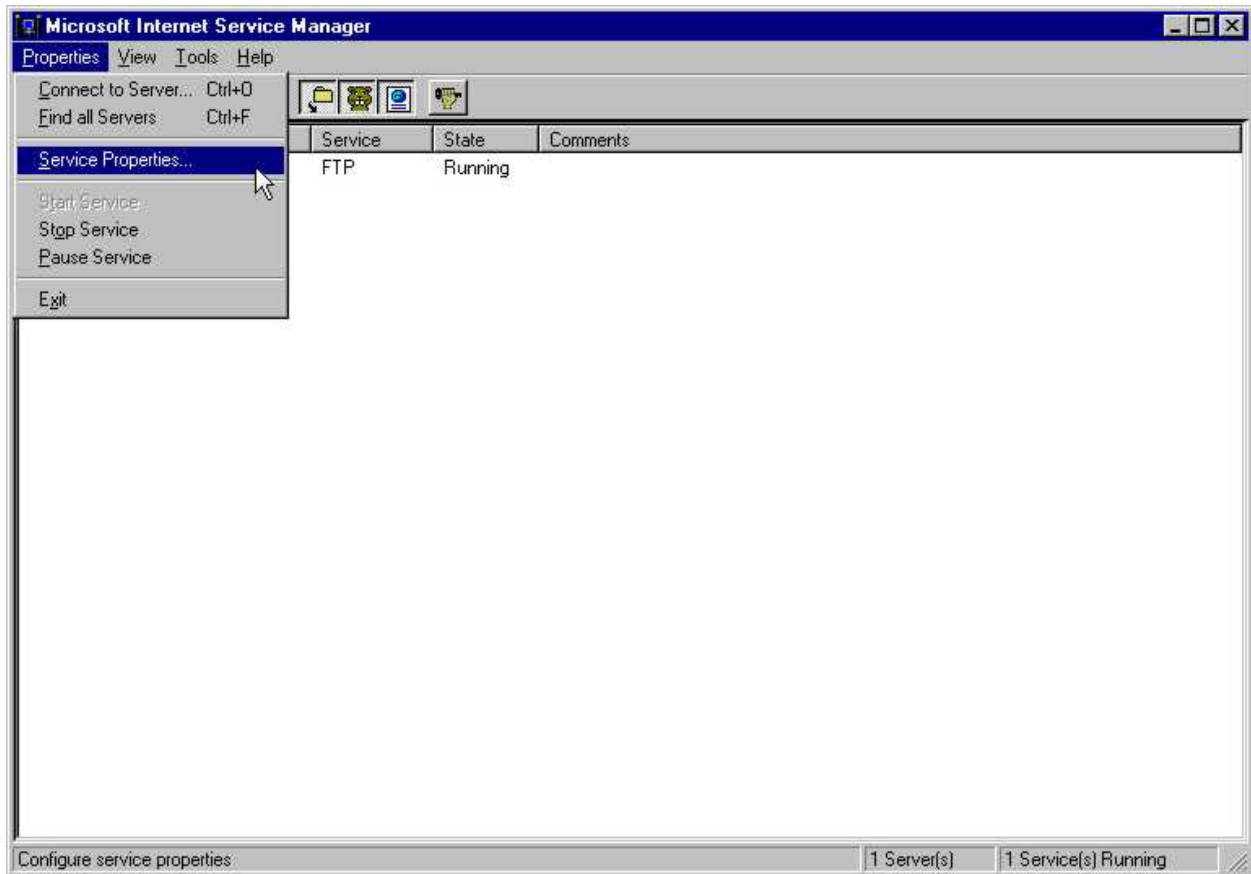 Microsoft Internet Service Manager
Properties View Tools Help
Connect to Server... Ctrl+O
Find all Servers Ctrl+F
Service State Comments
Service Properties...
FTP Running
Start Service
Stop Service
Pause Service
Exit
Configure service properties 1 Server(s) 1 Service(s) Running